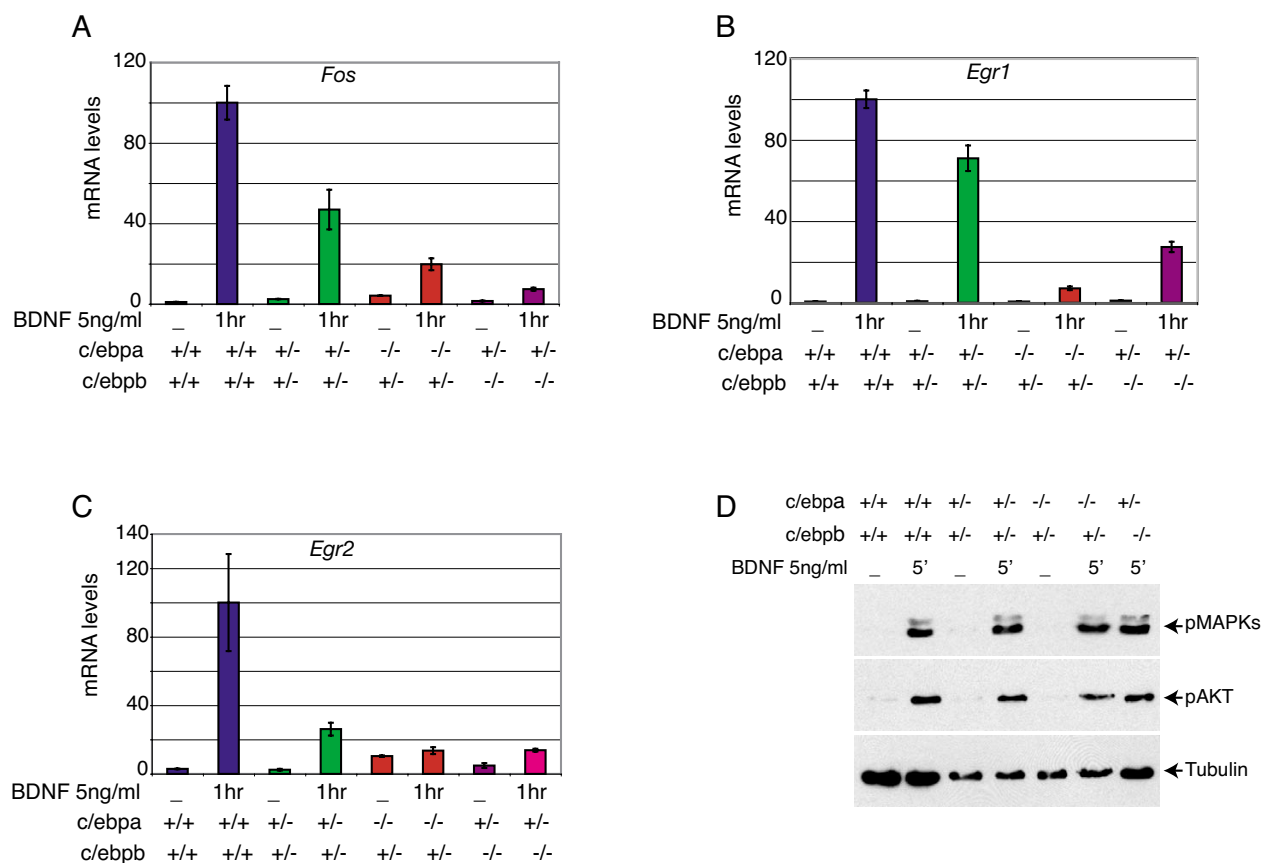 A
Fos
mRNA levels
120
80
40
0
BDNF 5ng/ml _ 1hr _ 1hr _ 1hr _ 1hr
c/ebpa +/+ +/+ +/- +/- -/- -/- +/- +/-
c/ebpb +/+ +/+ +/- +/- +/- +/- -/- -/-
B
Egr1
mRNA levels
120
80
40
0
BDNF 5ng/ml _ 1hr _ 1hr _ 1hr _ 1hr
c/ebpa +/+ +/+ +/- +/- -/- -/- +/- +/-
c/ebpb +/+ +/+ +/- +/- +/- +/- -/- -/-
C
Egr2
mRNA levels
140
120
80
40
0
BDNF 5ng/ml _ 1hr _ 1hr _ 1hr _ 1hr
c/ebpa +/+ +/+ +/- +/- -/- -/- +/- +/-
c/ebpb +/+ +/+ +/- +/- +/- +/- -/- -/-
D
c/ebpa +/+ +/+ +/- +/- -/- -/- +/-
c/ebpb +/+ +/+ +/- +/- +/- +/- -/-
BDNF 5ng/ml _ 5’ _ 5’ _ 5’ 5’
pMAPKs
pAKT
Tubulin